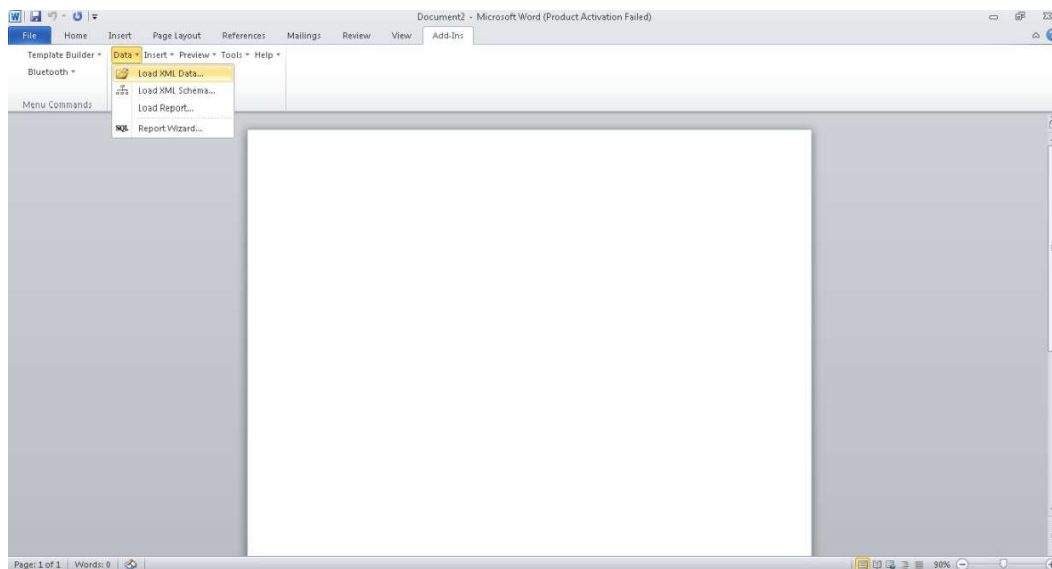 Document2 - Microsoft Word (Product Activation Failed)
File Home Insert Page Layout References Mailings Review View Add-Ins
Template Builder Data Insert Preview Tools Help
Bluetooth
Load XML Data...
Load XML Schema...
Menu Commands
Load Report...
SQL Report Wizard...
Page: 1 of 1 Words: 0 90%